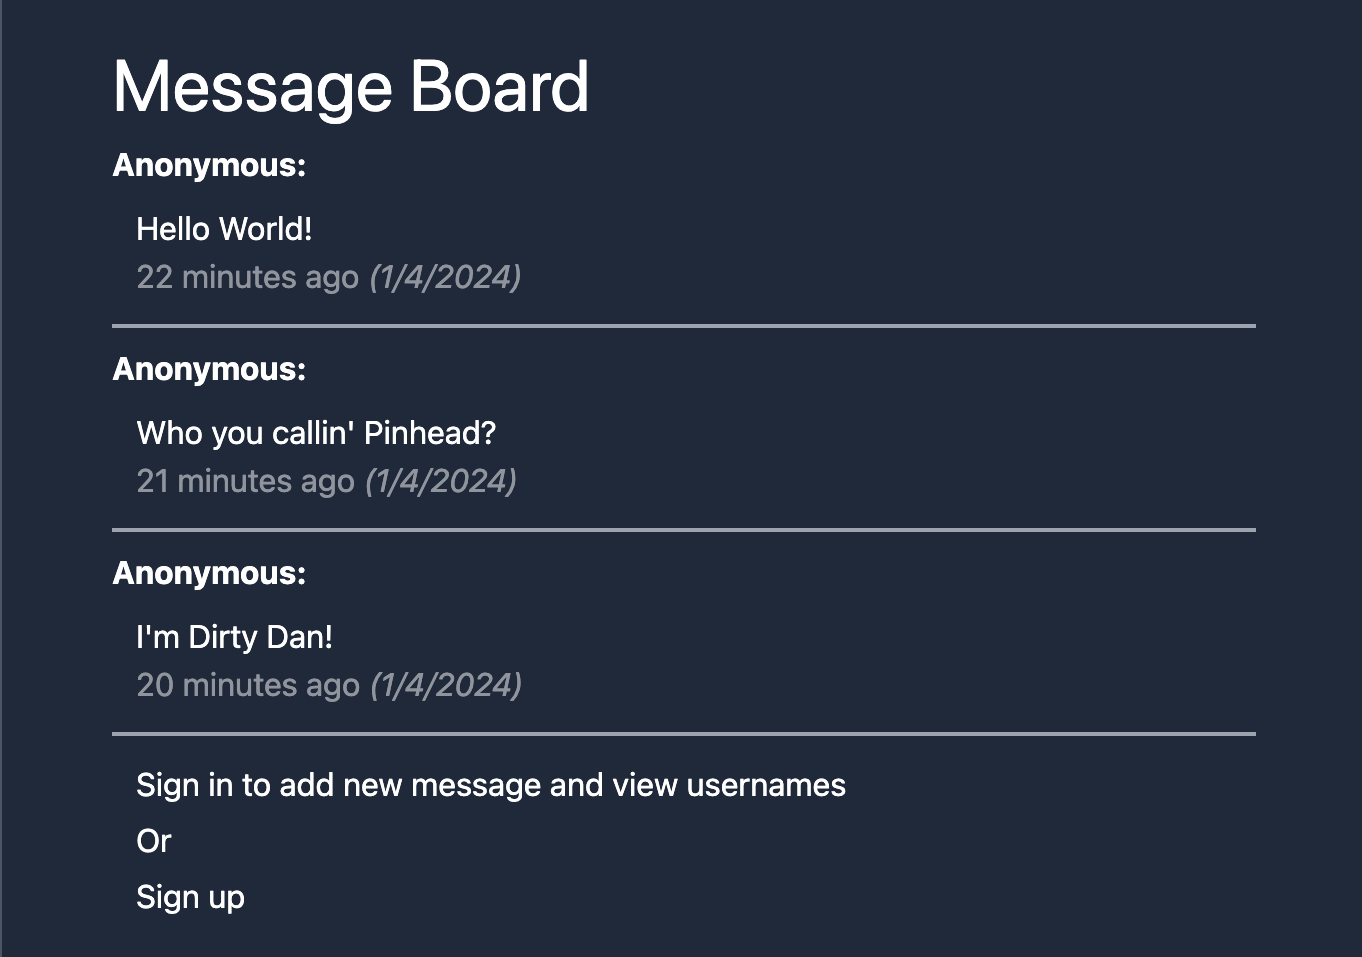 Message Board
Anonymous:
Hello World!
22 minutes ago (1/4/2024)
Anonymous:
Who you callin' Pinhead?
21 minutes ago (1/4/2024)
Anonymous:
I'm Dirty Dan!
20 minutes ago (1/4/2024)
Sign in to add new message and view usernames
Or
Sign up